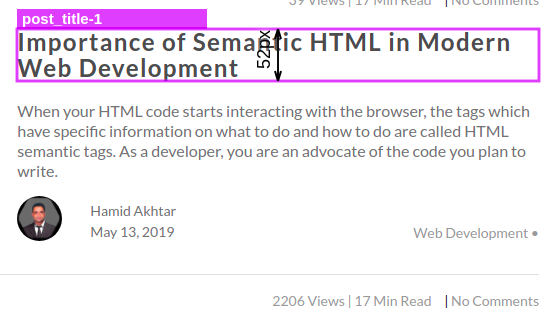 39 Views | 17 Min Read | No Comments
post_title-1
Importance of Semantic HTML in Modern
Web Development
52px
When your HTML code starts interacting with the browser, the tags which
have specific information on what to do and how to do are called HTML
semantic tags. As a developer, you are an advocate of the code you plan to
write.
Hamid Akhtar
May 13, 2019
Web Development •
2206 Views | 17 Min Read | No Comments